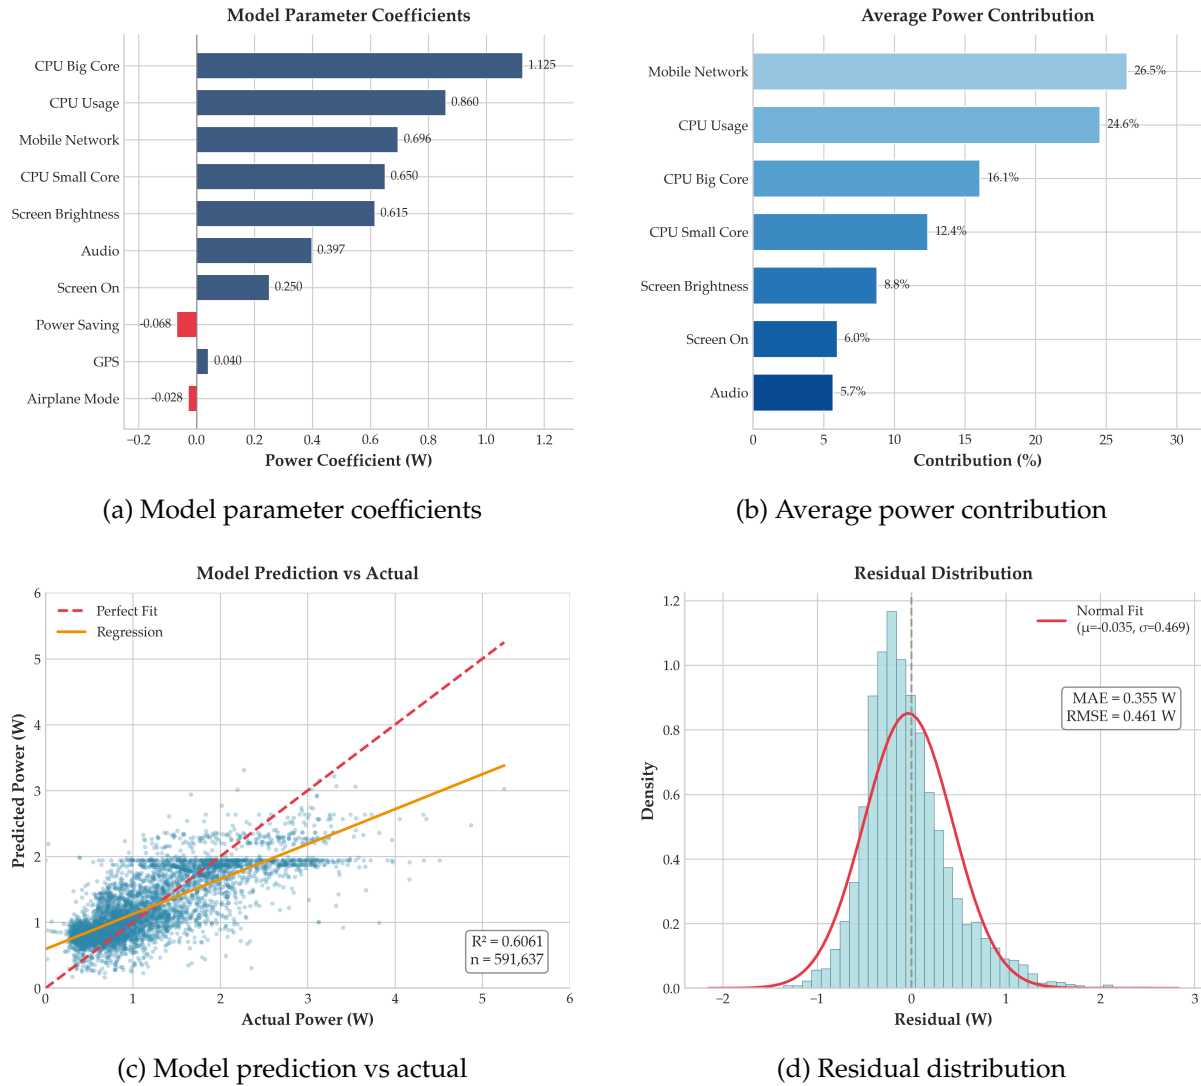 Model Parameter Coefficients
CPU Big Core
1.125
CPU Usage
0.860
Mobile Network
0.696
CPU Small Core
0.650
Screen Brightness
0.615
Audio
0.397
Screen On
0.250
Power Saving
-0.068
GPS
0.040
Airplane Mode
-0.028
−0.2 0.0 0.2 0.4 0.6 0.8 1.0 1.2
Power Coefficient (W)
(a) Model parameter coefficients
Average Power Contribution
Mobile Network
26.5%
CPU Usage
24.6%
CPU Big Core
16.1%
CPU Small Core
12.4%
Screen Brightness
8.8%
Screen On
6.0%
Audio
5.7%
0 5 10 15 20 25 30
Contribution (%)
(b) Average power contribution
Model Prediction vs Actual
Perfect Fit
Regression
Predicted Power (W)
6
5
4
3
2
1
0
R² = 0.6061
n = 591,637
0 1 2 3 4 5 6
Actual Power (W)
(c) Model prediction vs actual
Residual Distribution
Normal Fit
(μ=-0.035, σ=0.469)
MAE = 0.355 W
RMSE = 0.461 W
Density
1.2
1.0
0.8
0.6
0.4
0.2
0.0
−2 −1 0 1 2 3
Residual (W)
(d) Residual distribution